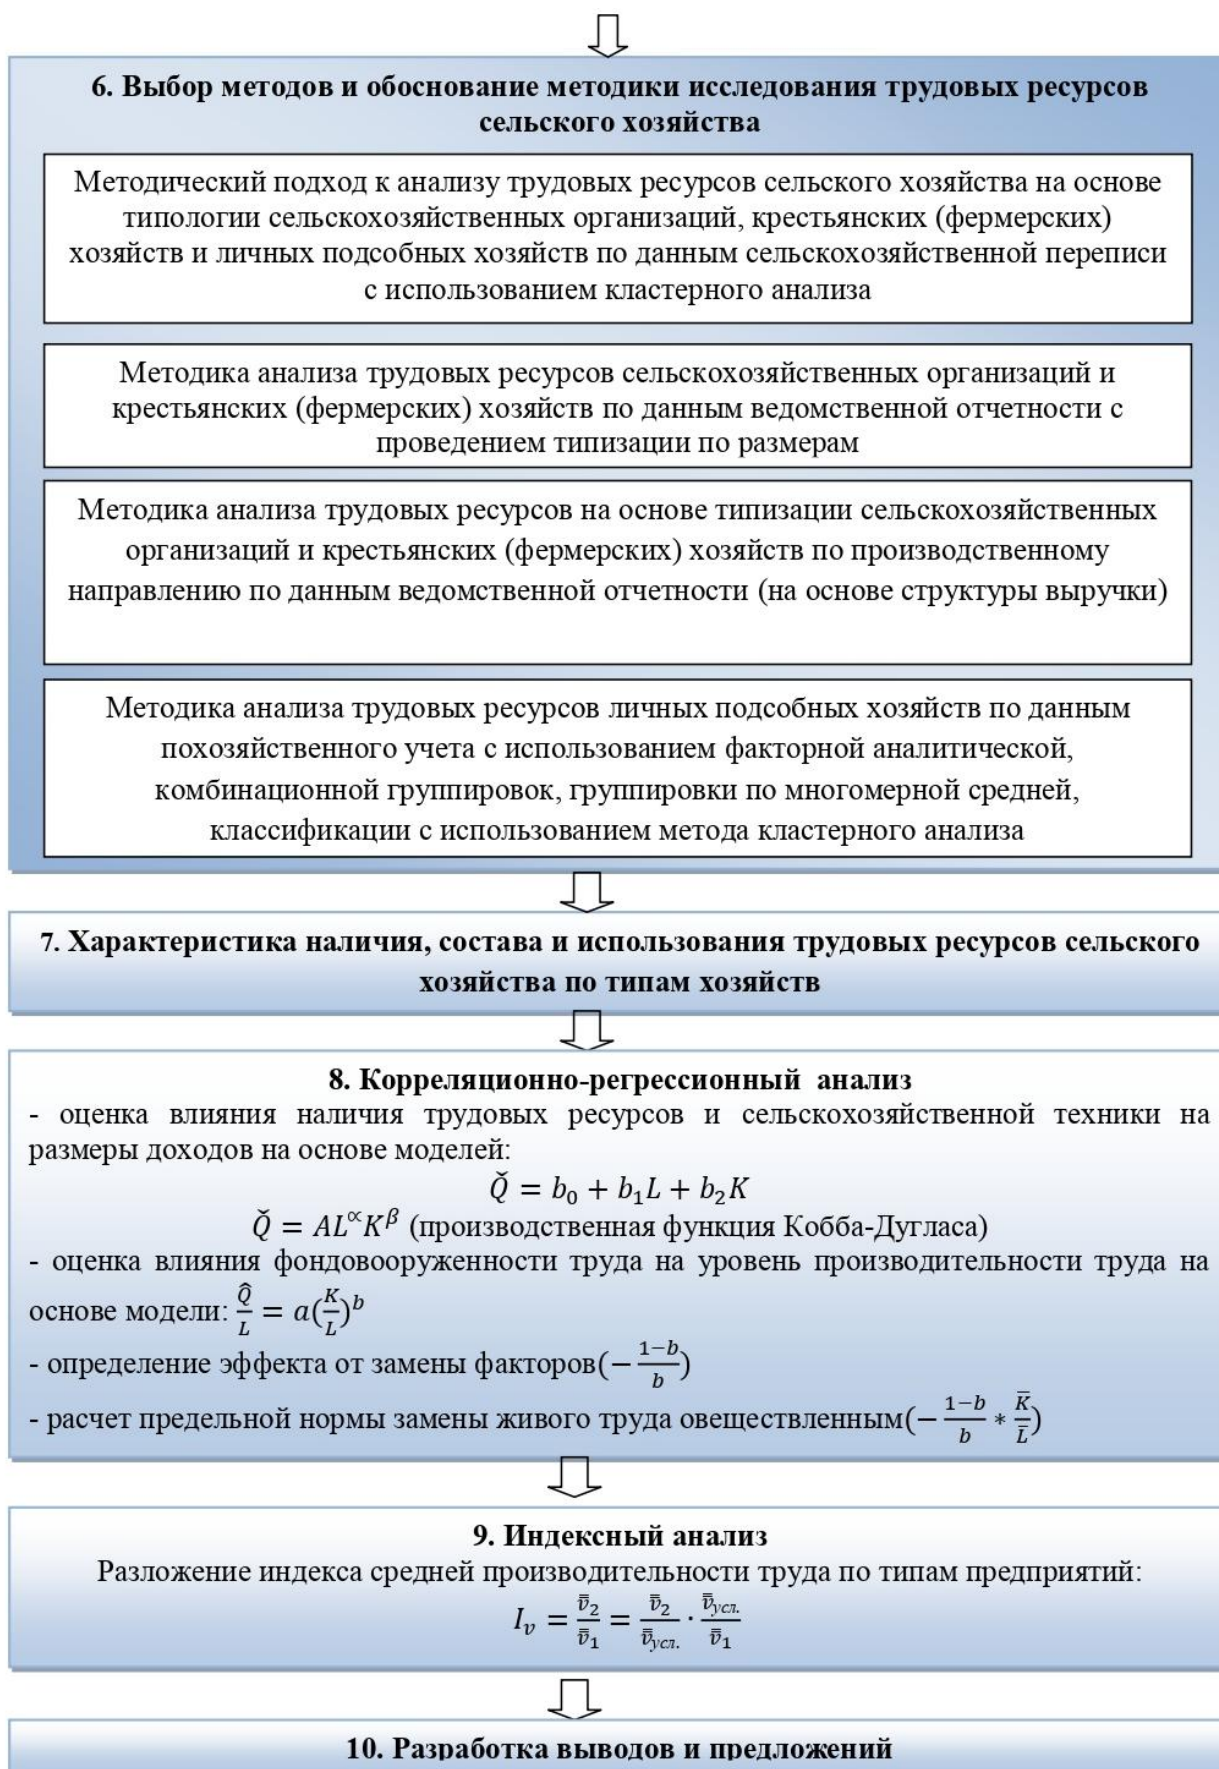 6. Выбор методов и обоснование методики исследования трудовых ресурсов
сельского хозяйства
Методический подход к анализу трудовых ресурсов сельского хозяйства на основе
типологии сельскохозяйственных организаций, крестьянских (фермерских)
хозяйств и личных подсобных хозяйств по данным сельскохозяйственной переписи
с использованием кластерного анализа
Методика анализа трудовых ресурсов сельскохозяйственных организаций и
крестьянских (фермерских) хозяйств по данным ведомственной отчетности с
проведением типизации по размерам
Методика анализа трудовых ресурсов на основе типизации сельскохозяйственных
организаций и крестьянских (фермерских) хозяйств по производственному
направлению по данным ведомственной отчетности (на основе структуры выручки)
Методика анализа трудовых ресурсов личных подсобных хозяйств по данным
похозяйственного учета с использованием факторной аналитической,
комбинационной группировок, группировки по многомерной средней,
классификации с использованием метода кластерного анализа
7. Характеристика наличия, состава и использования трудовых ресурсов сельского
хозяйства по типам хозяйств
8. Корреляционно-регрессионный анализ
- оценка влияния наличия трудовых ресурсов и сельскохозяйственной техники на
размеры доходов на основе моделей:
Q̌ = b₀ + b₁L + b₂K
Q̌ = AL^∝K^β (производственная функция Кобба-Дугласа)
- оценка влияния фондовооруженности труда на уровень производительности труда на
основе модели: Q̂/L = a(K/L)^b
- определение эффекта от замены факторов(− (1−b)/b)
- расчет предельной нормы замены живого труда овеществленным(− (1−b)/b * K̄/L̄)
9. Индексный анализ
Разложение индекса средней производительности труда по типам предприятий:
I_v = v̿₂/v̿₁ = v̿₂/v̿_усл. · v̿_усл./v̿₁
10. Разработка выводов и предложений